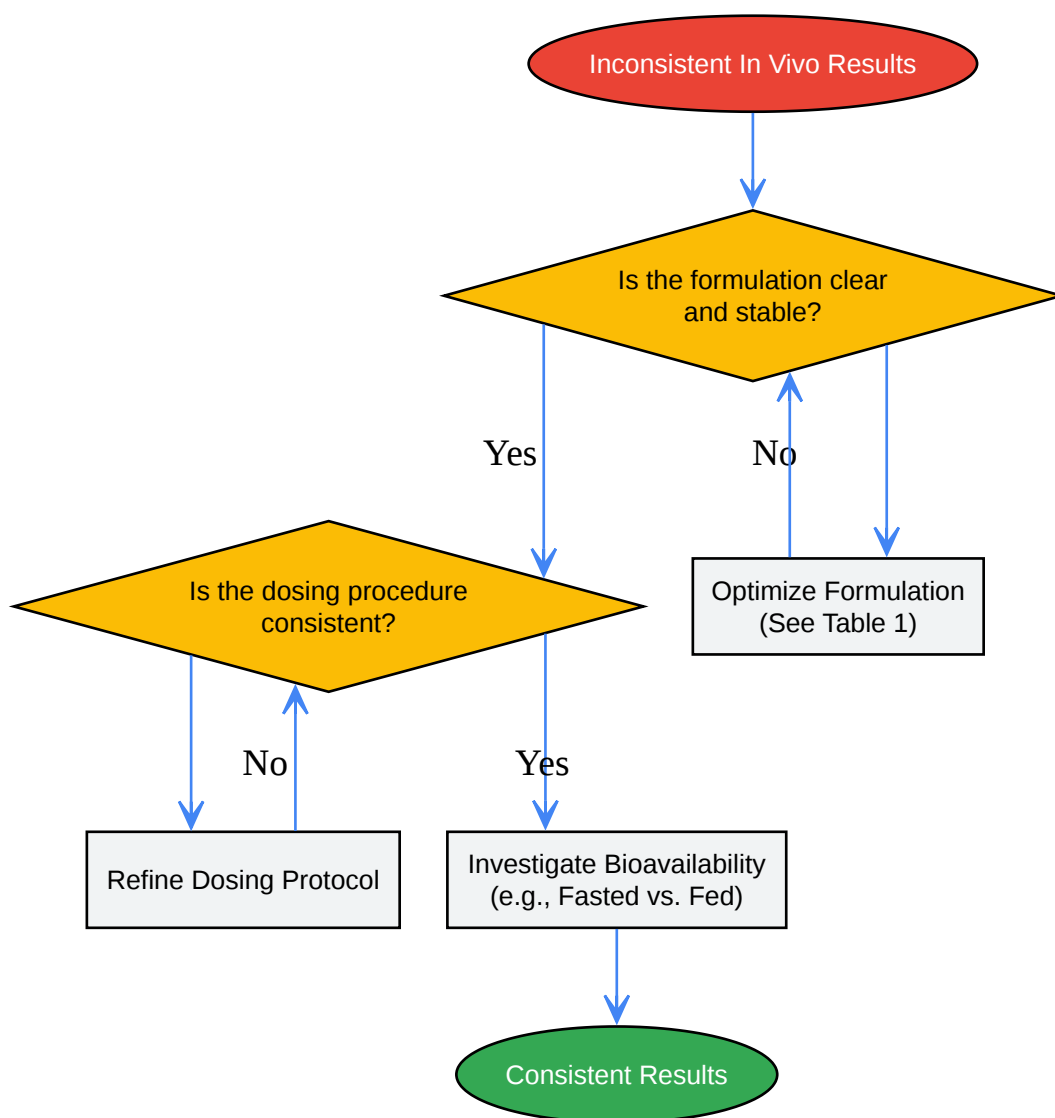 Inconsistent In Vivo Results
Is the formulation clear
and stable?
Yes
No
Optimize Formulation
(See Table 1)
Is the dosing procedure
consistent?
No
Yes
Refine Dosing Protocol
Investigate Bioavailability
(e.g., Fasted vs. Fed)
Consistent Results